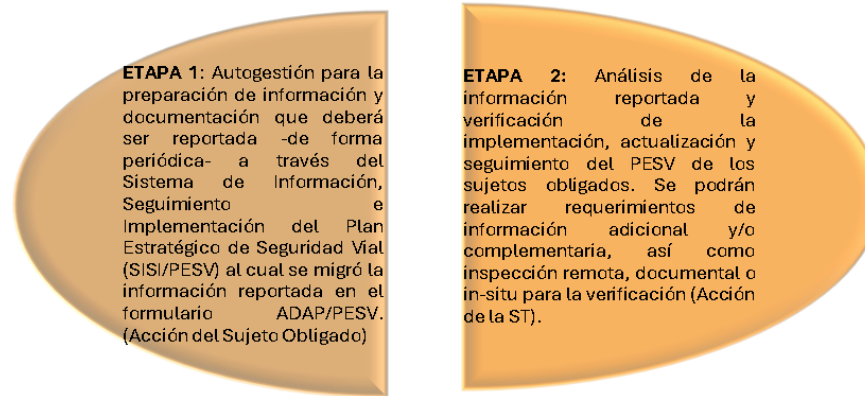 ETAPA 1: Autogestión para la
preparación de información y
documentación que deberá
ser reportada -de forma
periódica- a través del
Sistema de Información,
Seguimiento e
Implementación del Plan
Estratégico de Seguridad Vial
(SISI/PESV) al cual se migró la
información reportada en el
formulario ADAP/PESV.
(Acción del Sujeto Obligado)
ETAPA 2: Análisis de la
información reportada y
verificación de la
implementación, actualización y
seguimiento del PESV de los
sujetos obligados. Se podrán
realizar requerimientos de
información adicional y/o
complementaria, así como
inspección remota, documental o
in-situ para la verificación (Acción
de la ST).